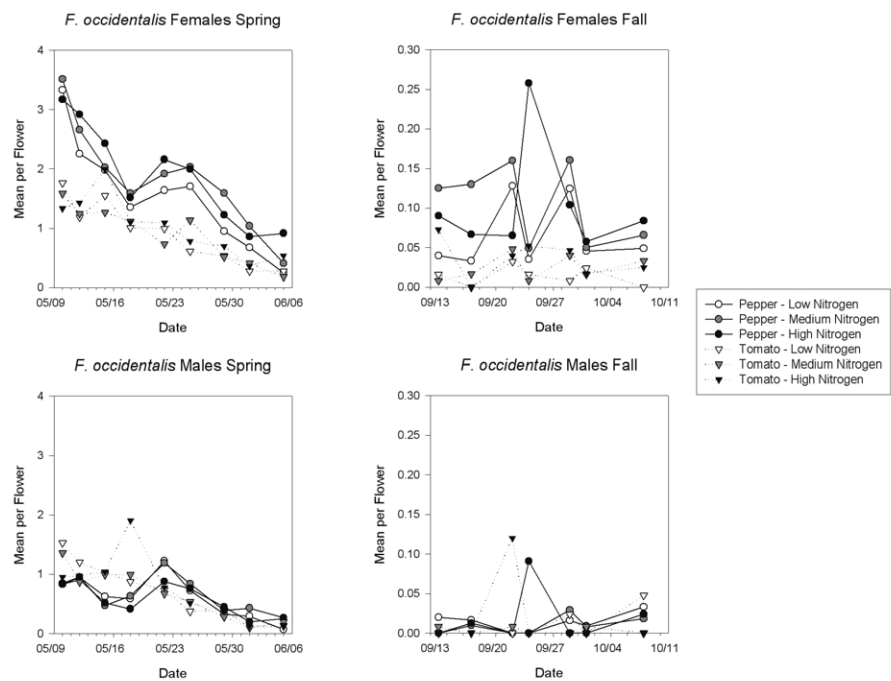 F. occidentalis Females Spring
4
3
2
1
0
Mean per Flower
05/09 05/16 05/23 05/30 06/06
Date
F. occidentalis Females Fall
0.30
0.25
0.20
0.15
0.10
0.05
0.00
Mean per Flower
09/13 09/20 09/27 10/04 10/11
Date
Pepper - Low Nitrogen
Pepper - Medium Nitrogen
Pepper - High Nitrogen
Tomato - Low Nitrogen
Tomato - Medium Nitrogen
Tomato - High Nitrogen
F. occidentalis Males Spring
4
3
2
1
0
Mean per Flower
05/09 05/16 05/23 05/30 06/06
Date
F. occidentalis Males Fall
0.30
0.25
0.20
0.15
0.10
0.05
0.00
Mean per Flower
09/13 09/20 09/27 10/04 10/11
Date